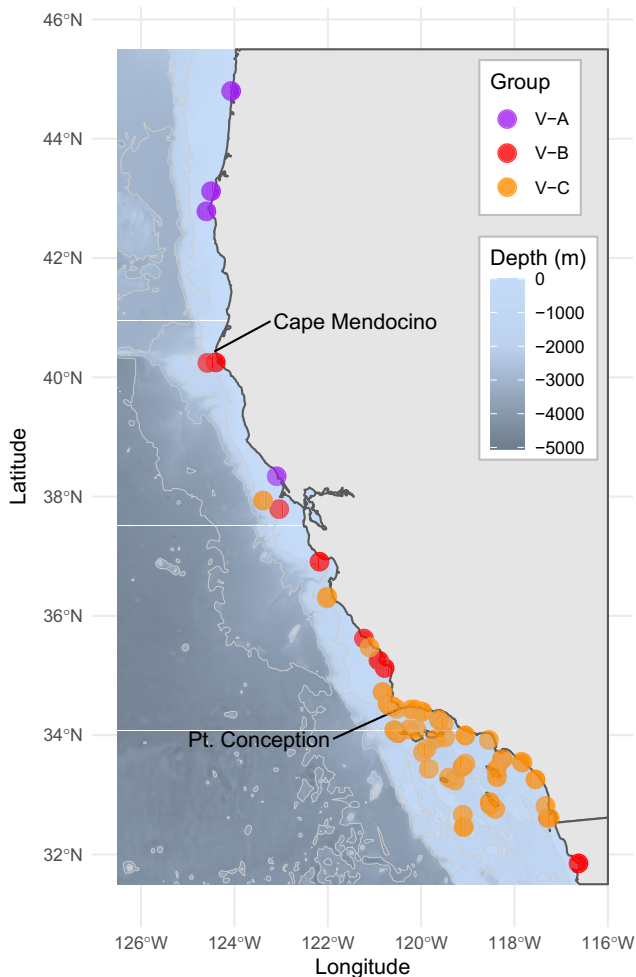 46°N
44°N
42°N
40°N
38°N
36°N
34°N
32°N
Latitude
Group
V−A
V−B
V−C
Depth (m)
0
−1000
−2000
−3000
−4000
−5000
Cape Mendocino
Pt. Conception
126°W
124°W
122°W
120°W
118°W
116°W
Longitude